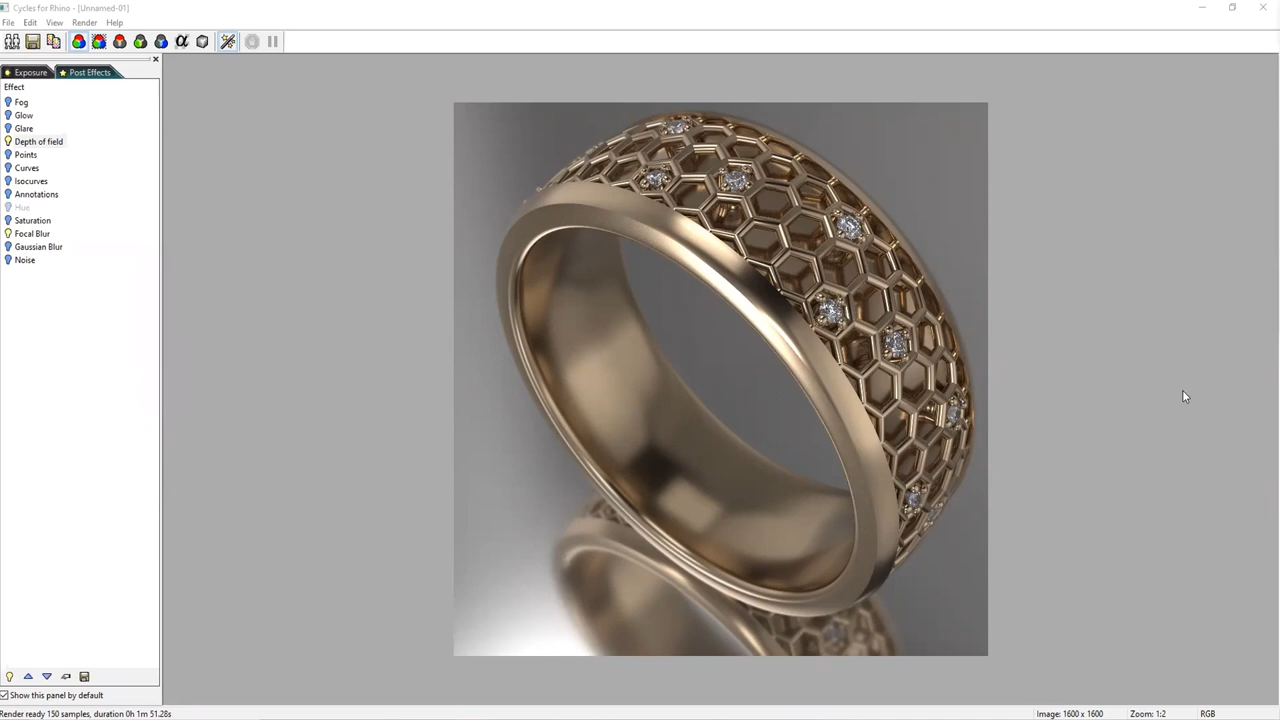 Cycles for Rhino - [Unnamed-01]
File Edit View Render Help
Exposure Post Effects
Effect
Fog
Glow
Glare
Depth of field
Points
Curves
Isocurves
Annotations
Hue
Saturation
Focal Blur
Gaussian Blur
Noise
Show this panel by default
Render ready 150 samples, duration 0h 1m 51.28s Image: 1600 x 1600 Zoom: 1:2 RGB